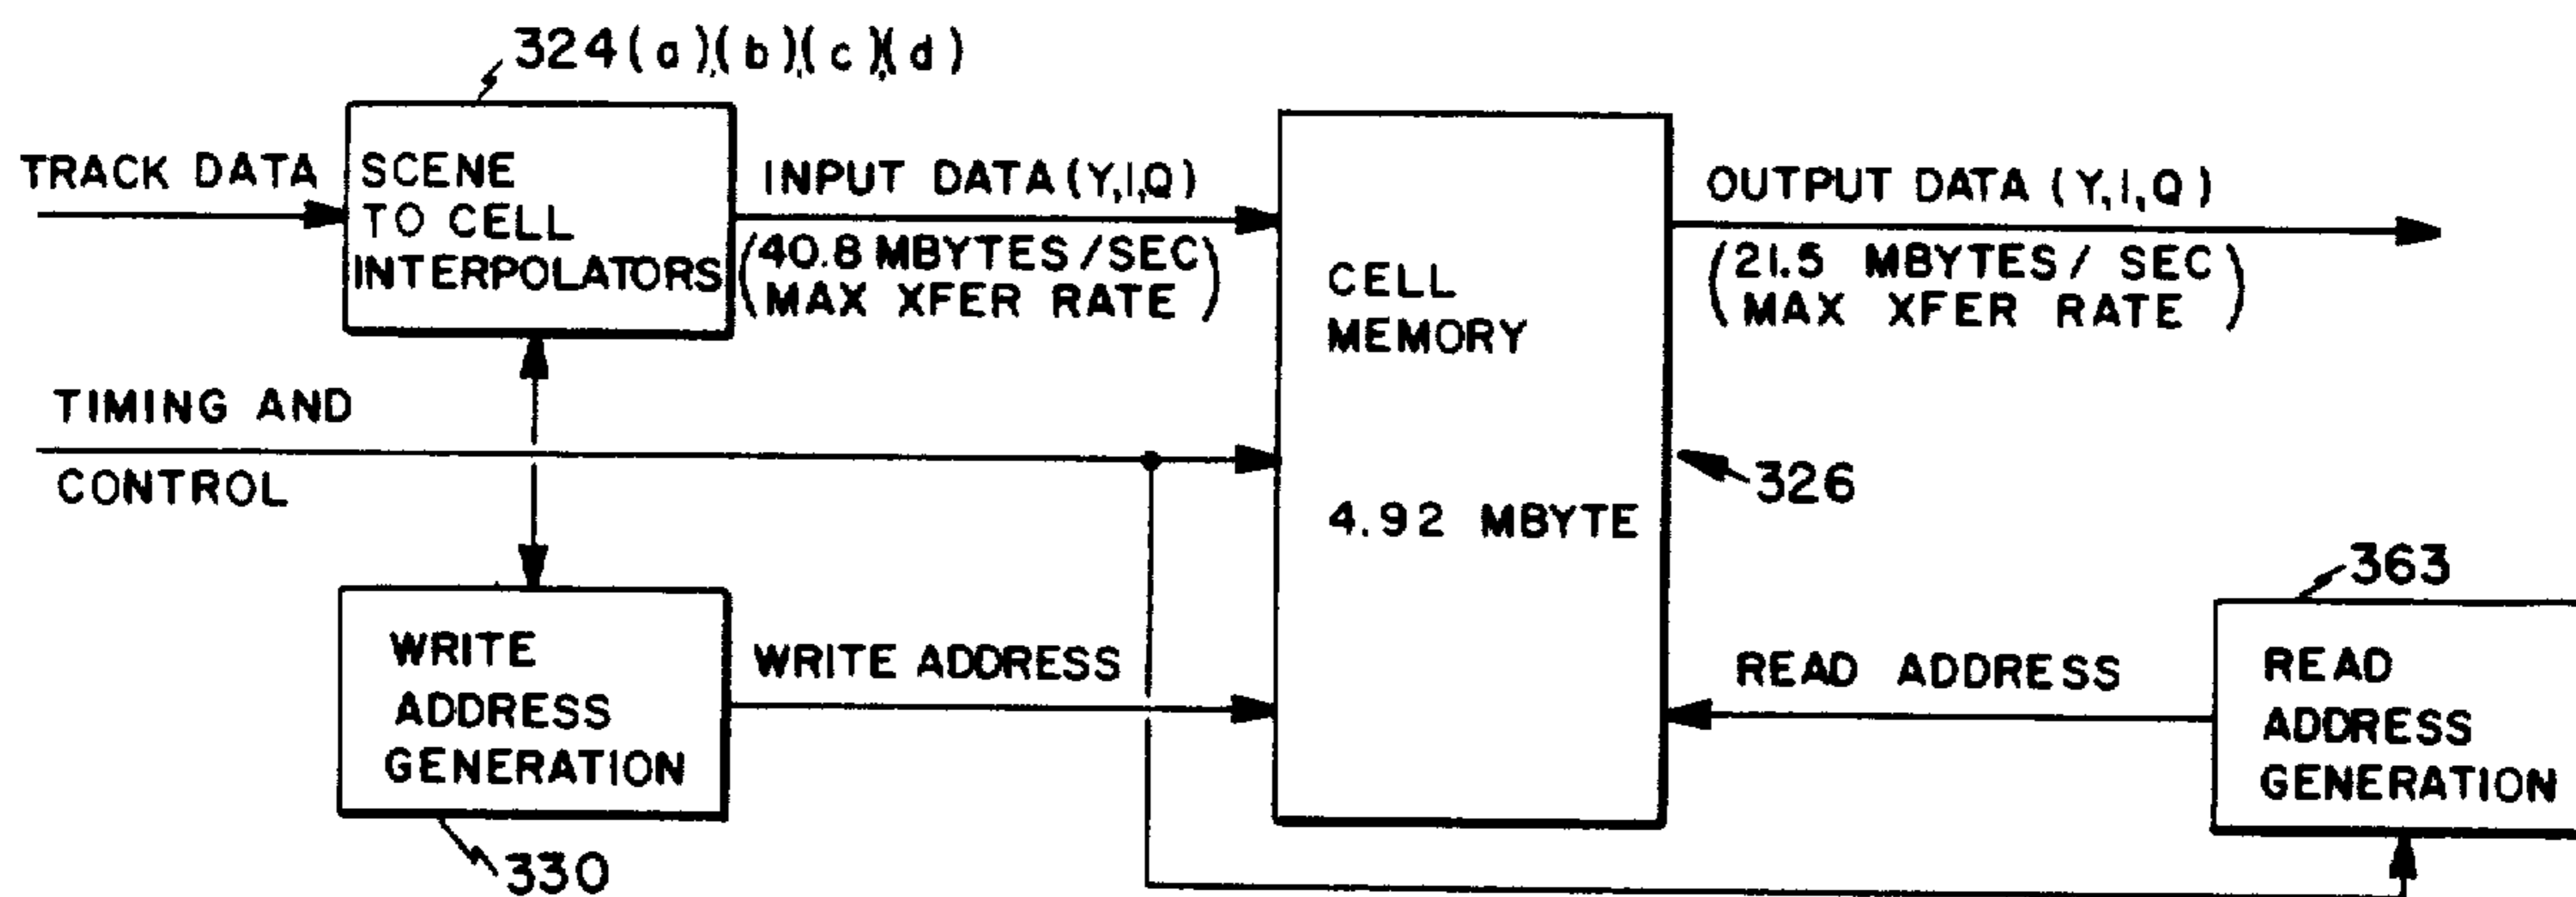 324(a),(b),(c),(d)
TRACK DATA
SCENE
TO CELL
INTERPOLATORS
INPUT DATA (Y,I,Q)
(40.8 MBYTES/SEC
MAX XFER RATE)
OUTPUT DATA (Y,I,Q)
(21.5 MBYTES/ SEC
MAX XFER RATE)
CELL
MEMORY
4.92 MBYTE
326
TIMING AND
CONTROL
WRITE
ADDRESS
GENERATION
330
WRITE ADDRESS
READ ADDRESS
363
READ
ADDRESS
GENERATION